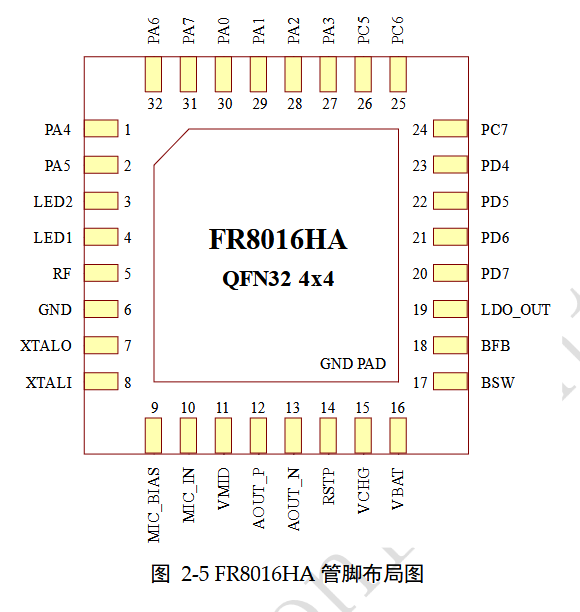 PA6 PA7 PA0 PA1 PA2 PA3 PC5 PC6
32 31 30 29 28 27 26 25
PA4 1 24 PC7
PA5 2 23 PD4
LED2 3 22 PD5
LED1 4 21 PD6
RF 5 20 PD7
GND 6 19 LDO_OUT
XTALO 7 18 BFB
XTALI 8 17 BSW
FR8016HA
QFN32 4x4
GND PAD
9 10 11 12 13 14 15 16
MIC_BIAS MIC_IN VMID AOUT_P AOUT_N RSTP VCHG VBAT
图 2-5 FR8016HA 管脚布局图